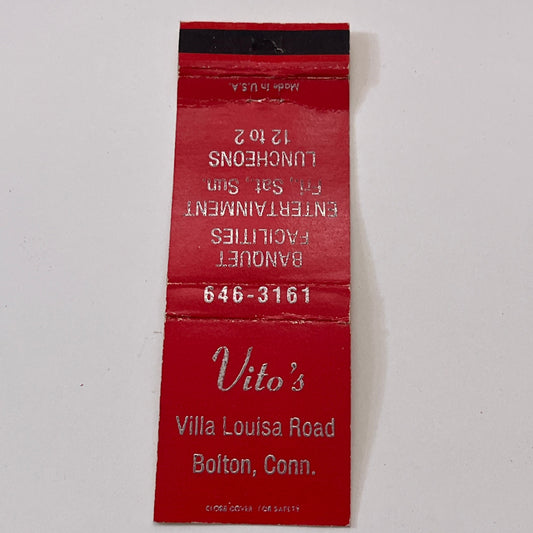 Vito's
Villa Louisa Road
Bolton, Conn.
CLOSE COVER FOR SAFETY
646-3161
BANQUET
FACILITIES
ENTERTAINMENT
Fri., Sat., Sun.
LUNCHEONS
12 to 2
Made in U.S.A.